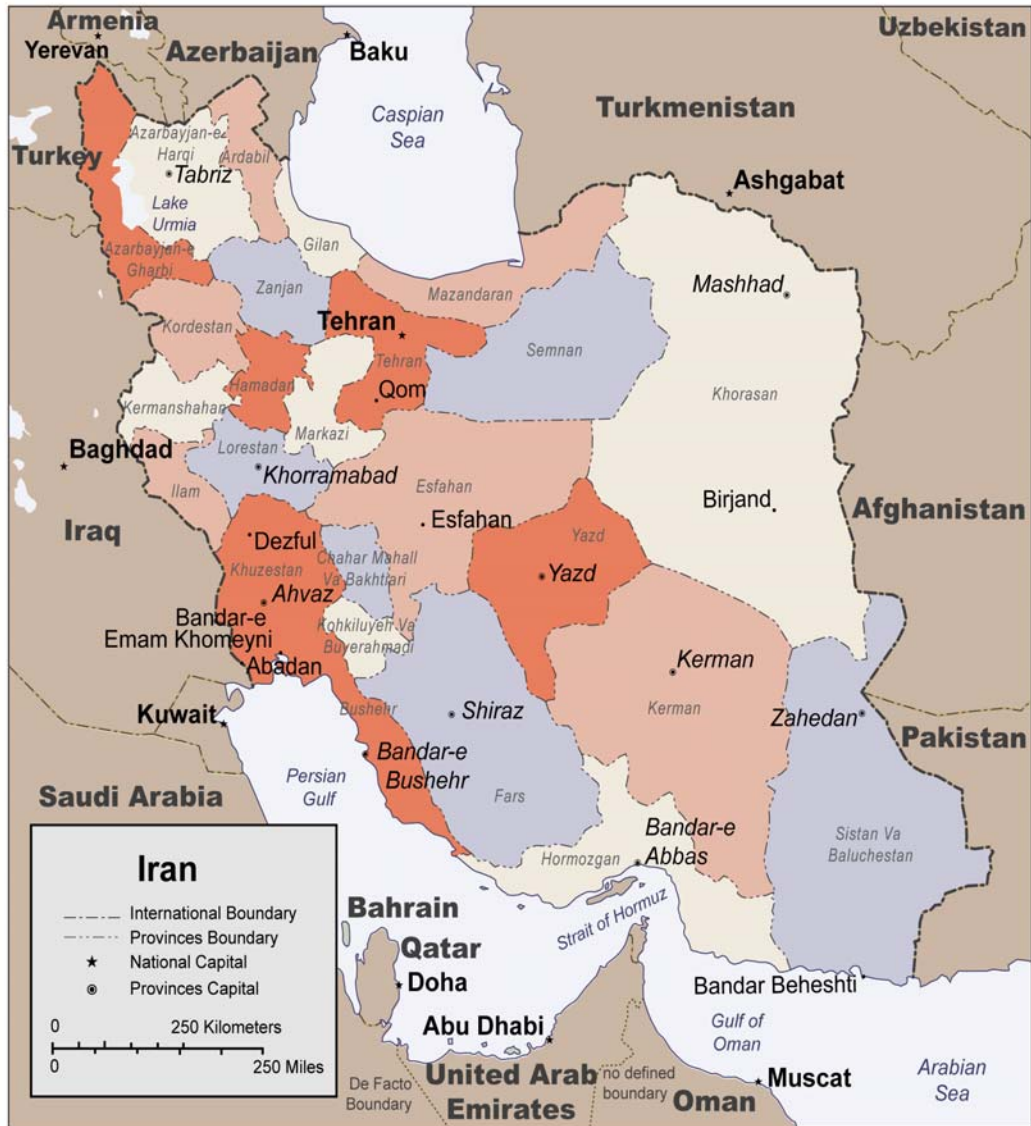 Armenia
Yerevan
Azerbaijan
Baku
Uzbekistan
Caspian
Sea
Turkmenistan
Turkey
Azarbayjan-e
Harqi
Ardabil
Tabriz
Ashgabat
Lake
Urmia
Gilan
Azarbayjan-e
Gharbi
Zanjan
Mazandaran
Mashhad
Kordestan
Tehran
Semnan
Tehran
Hamadan
Qom
Khorasan
Kermanshahan
Markazi
Baghdad
Lorestan
Khorramabad
Ilam
Esfahan
Birjand
Afghanistan
Iraq
Esfahan
Dezful
Yazd
Chahar Mahall
Va Bakhtiari
Khuzestan
Yazd
Ahvaz
Bandar-e
Emam Khomeyni
Kohkiluyeh Va
Buyerahmadi
Abadan
Kerman
Kuwait
Bushehr
Shiraz
Kerman
Zahedan
Pakistan
Bandar-e
Bushehr
Persian
Gulf
Saudi Arabia
Fars
Bandar-e
Abbas
Sistan Va
Baluchestan
Hormozgan
Iran
International Boundary
Provinces Boundary
National Capital
Provinces Capital
0 250 Kilometers
0 250 Miles
Bahrain
Qatar
Strait of Hormuz
Doha
Bandar Beheshti
Abu Dhabi
Gulf of
Oman
United Arab
Emirates
De Facto
Boundary
no defined
boundary
Oman
Muscat
Arabian
Sea